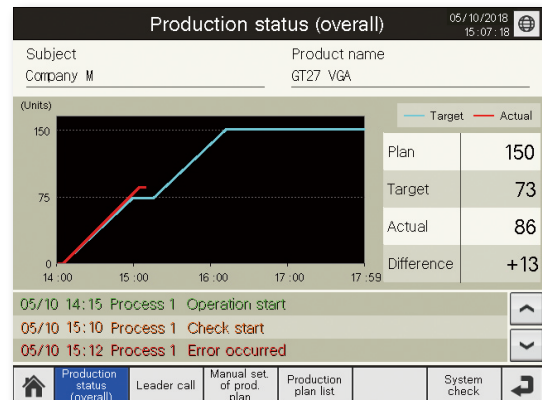 Production status (overall)
05/10/2018
15:07:18
Subject
Product name
Company M
GT27 VGA
(Units)
Target
Actual
150
75
0
14:00
15:00
16:00
17:00
17:59
Plan
150
Target
73
Actual
86
Difference
+13
05/10 14:15 Process 1 Operation start
05/10 15:10 Process 1 Check start
05/10 15:12 Process 1 Error occurred
Production
status
(overall)
Leader call
Manual set.
of prod.
plan
Production
plan list
System
check